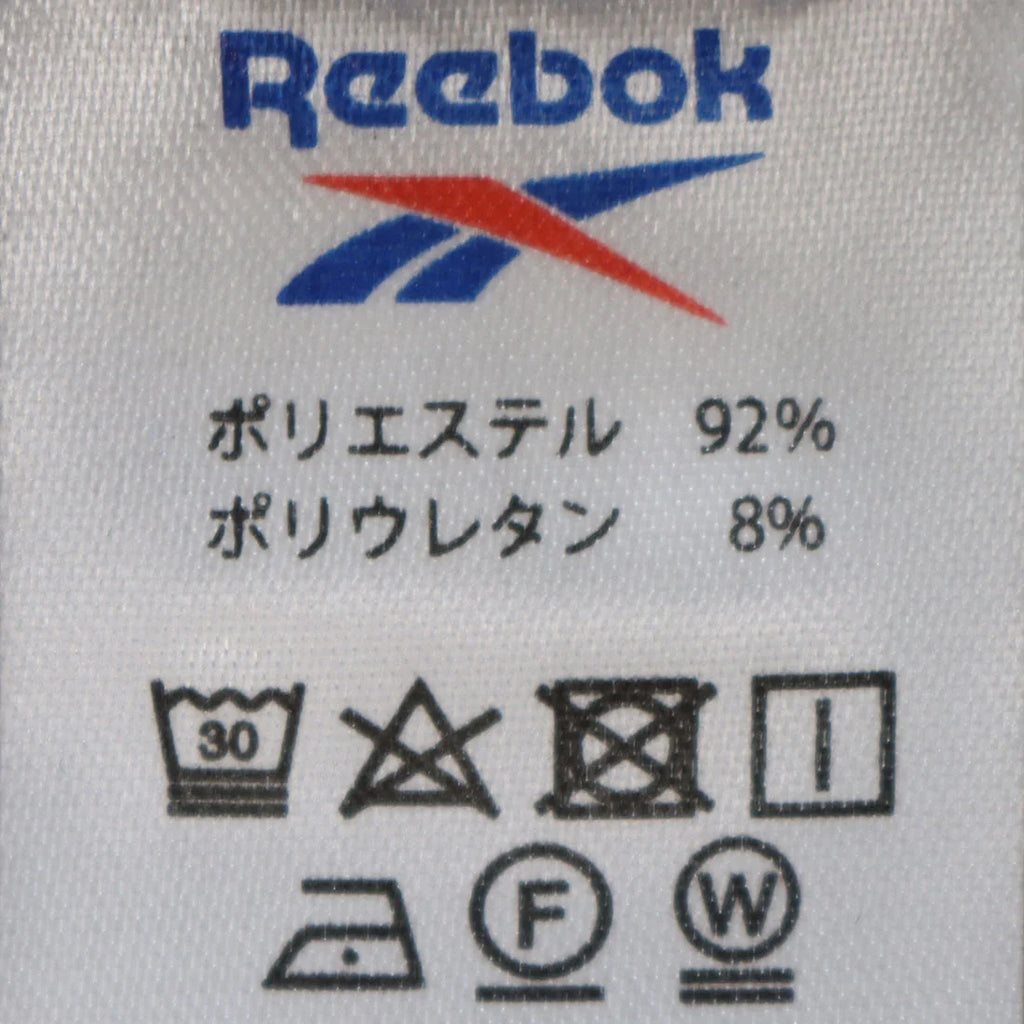 Reebok
ポリエステル 92%
ポリウレタン 8%
30
F W